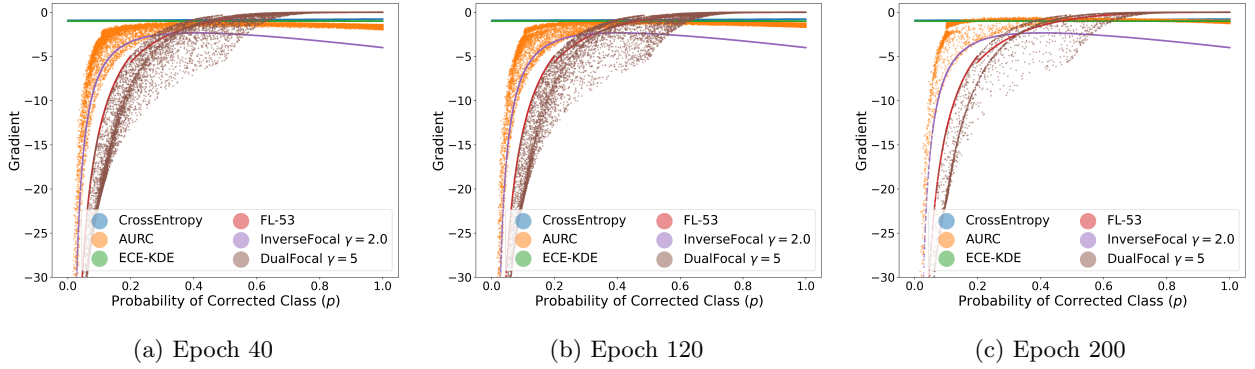 0
−5
−10
−15
−20
−25
−30
Gradient
0.0 0.2 0.4 0.6 0.8 1.0
Probability of Corrected Class (p)
CrossEntropy
AURC
ECE-KDE
FL-53
InverseFocal γ = 2.0
DualFocal γ = 5
(a) Epoch 40
0
−5
−10
−15
−20
−25
−30
Gradient
0.0 0.2 0.4 0.6 0.8 1.0
Probability of Corrected Class (p)
CrossEntropy
AURC
ECE-KDE
FL-53
InverseFocal γ = 2.0
DualFocal γ = 5
(b) Epoch 120
0
−5
−10
−15
−20
−25
−30
Gradient
0.0 0.2 0.4 0.6 0.8 1.0
Probability of Corrected Class (p)
CrossEntropy
AURC
ECE-KDE
FL-53
InverseFocal γ = 2.0
DualFocal γ = 5
(c) Epoch 200